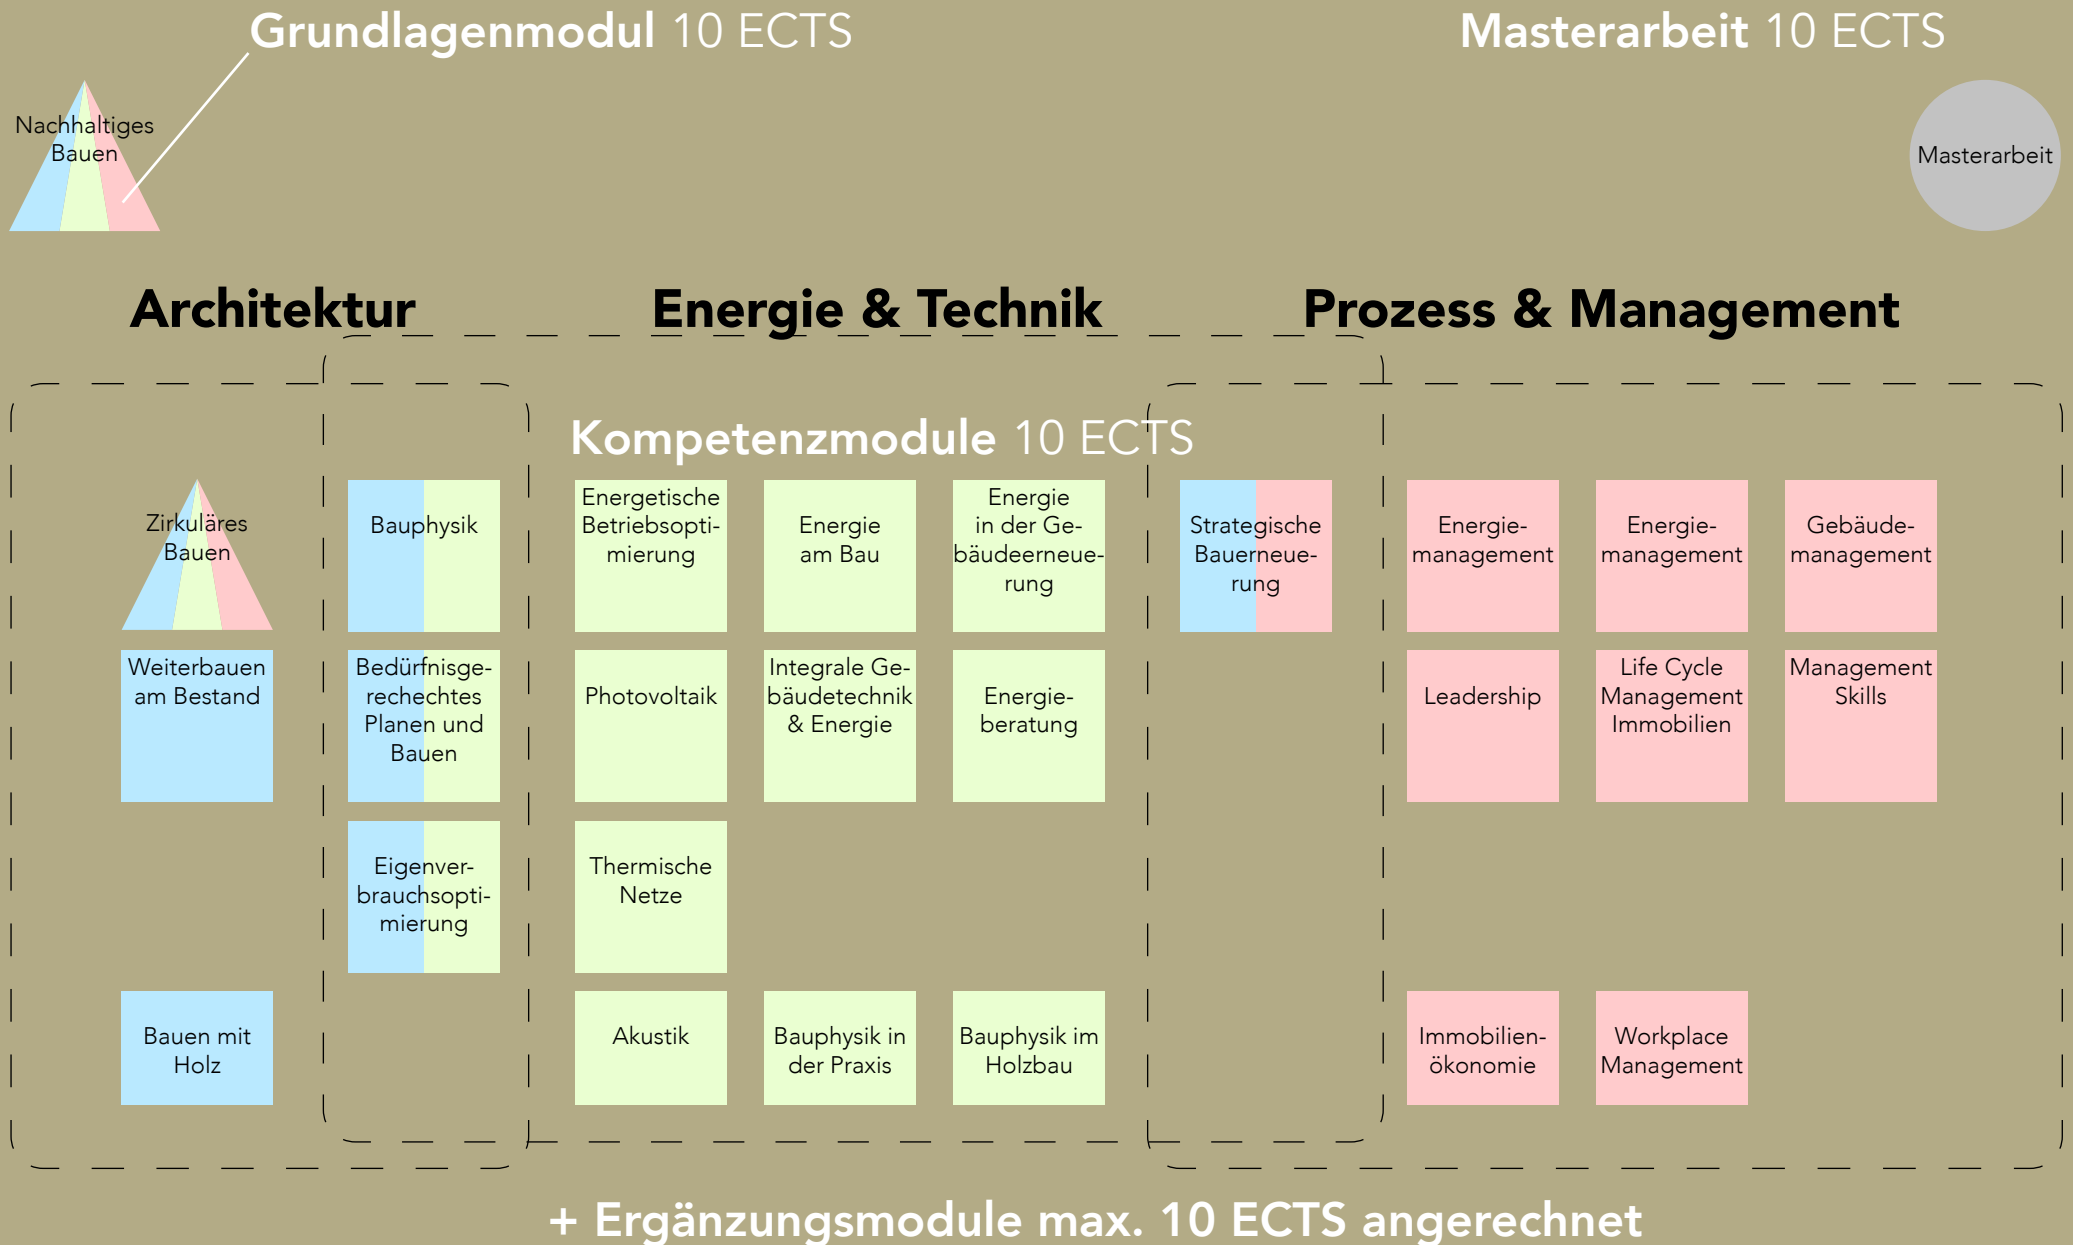 Grundlagenmodul 10 ECTS
Masterarbeit 10 ECTS
Nachhaltiges
Bauen
Masterarbeit
Architektur
Energie & Technik
Prozess & Management
Kompetenzmodule 10 ECTS
Zirkuläres
Bauen
Bauphysik
Energetische
Betriebsopti-
mierung
Energie
am Bau
Energie
in der Ge-
bäudeerneue-
rung
Strategische
Bauerneue-
rung
Energie-
management
Energie-
management
Gebäude-
management
Weiterbauen
am Bestand
Bedürfnisge-
rechechtes
Planen und
Bauen
Photovoltaik
Integrale Ge-
bäudetechnik
& Energie
Energie-
beratung
Leadership
Life Cycle
Management
Immobilien
Management
Skills
Eigenver-
brauchsopti-
mierung
Thermische
Netze
Bauen mit
Holz
Akustik
Bauphysik in
der Praxis
Bauphysik im
Holzbau
Immobilien-
ökonomie
Workplace
Management
+ Ergänzungsmodule max. 10 ECTS angerechnet